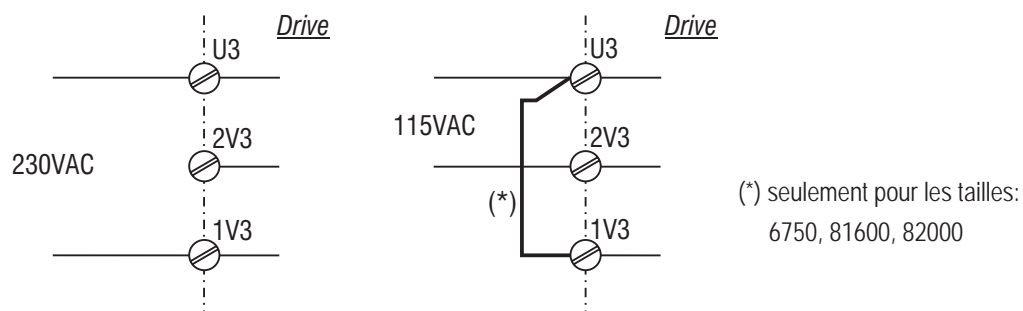 Drive
U3
2V3
230VAC
1V3
Drive
U3
115VAC
2V3
(*)
1V3
(*) seulement pour les tailles:
6750, 81600, 82000